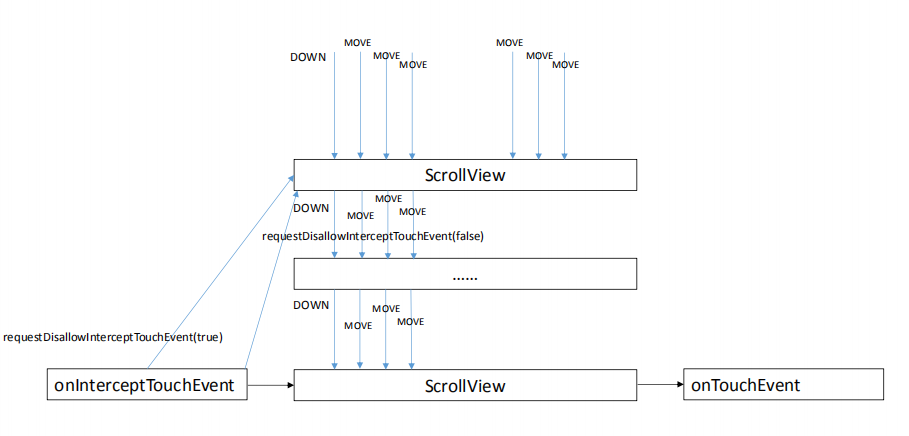 MOVE
MOVE
DOWN
MOVE
MOVE
MOVE
MOVE
MOVE
ScrollView
MOVE
DOWN
MOVE
MOVE
requestDisallowInterceptTouchEvent(false)
......
DOWN
MOVE
MOVE
MOVE
requestDisallowInterceptTouchEvent(true)
onInterceptTouchEvent
ScrollView
onTouchEvent